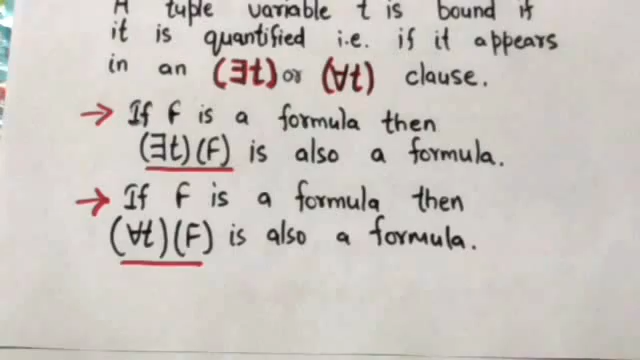 A tuple variable t is bound if
it is quantified i.e. if it appears
in an (∃t) or (∀t) clause.
→ If F is a formula then
(∃t)(F) is also a formula.
→ If F is a formula then
(∀t)(F) is also a formula.